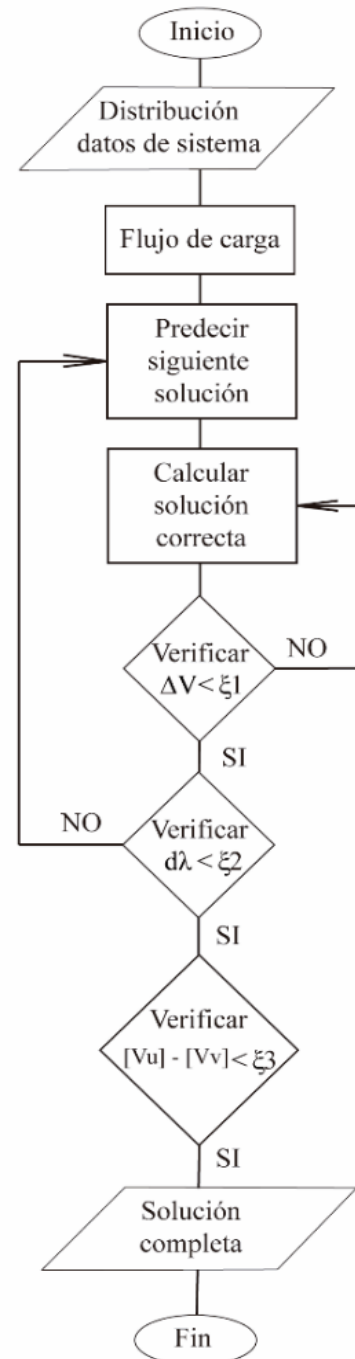 Inicio
Distribución
datos de sistema
Flujo de carga
Predecir
siguiente
solución
Calcular
solución
correcta
Verificar
ΔV < ξ1
NO
SI
NO
Verificar
dλ < ξ2
SI
Verificar
[Vu] - [Vv] < ξ3
SI
Solución
completa
Fin